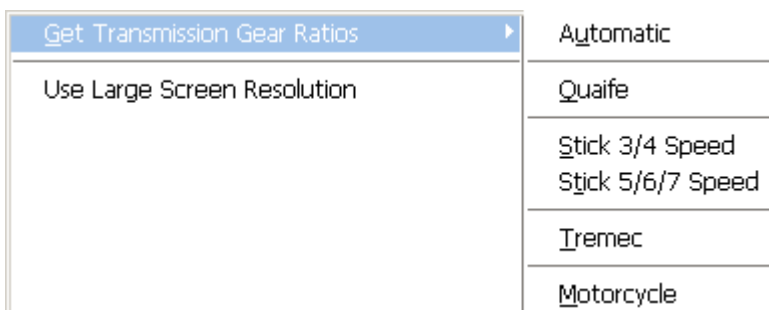 Get Transmission Gear Ratios
Use Large Screen Resolution
Automatic
Quaife
Stick 3/4 Speed
Stick 5/6/7 Speed
Tremec
Motorcycle